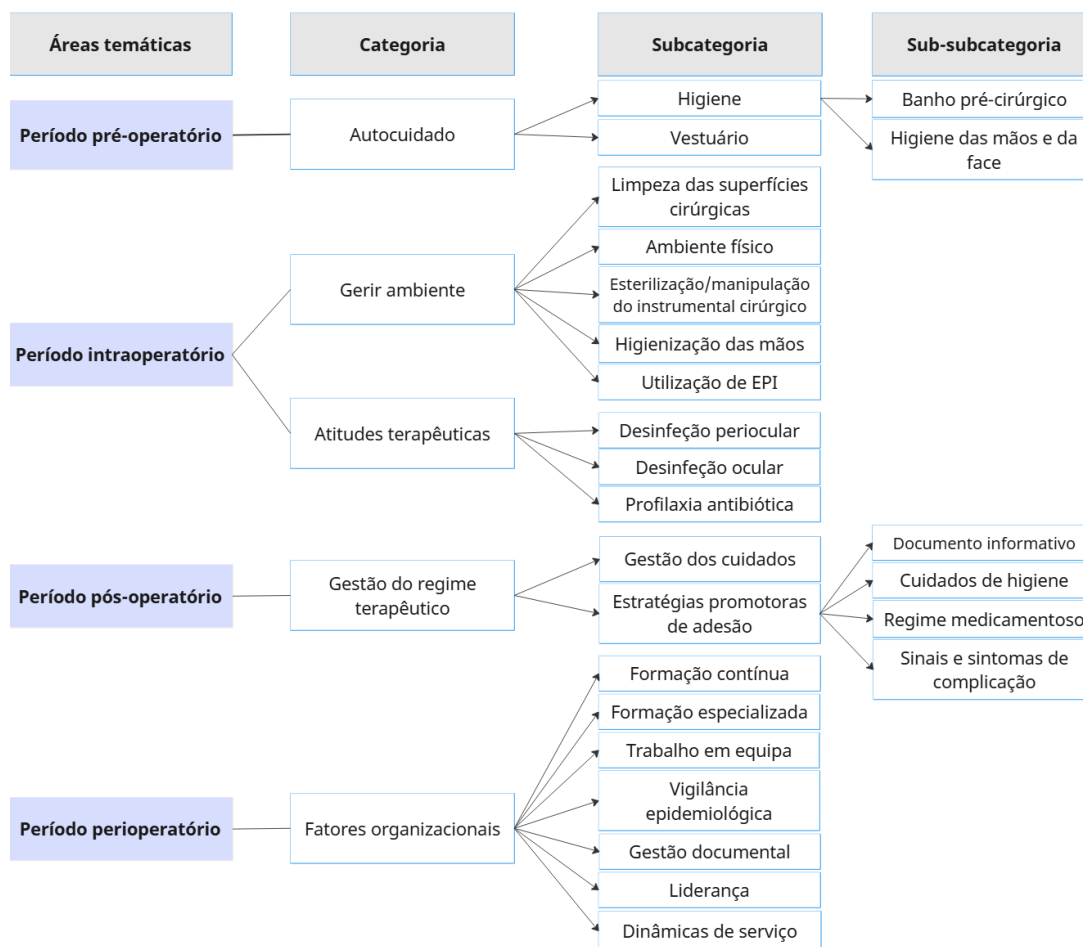 Áreas temáticas
Categoria
Subcategoria
Sub-subcategoria
Período pré-operatório
Autocuidado
Higiene
Vestuário
Banho pré-cirúrgico
Higiene das mãos e da
face
Período intraoperatório
Gerir ambiente
Limpeza das superfícies
cirúrgicas
Ambiente físico
Esterilização/manipulação
do instrumental cirúrgico
Higienização das mãos
Utilização de EPI
Atitudes terapêuticas
Desinfeção periocular
Desinfeção ocular
Profilaxia antibiótica
Período pós-operatório
Gestão do regime
terapêutico
Gestão dos cuidados
Estratégias promotoras
de adesão
Documento informativo
Cuidados de higiene
Regime medicamentoso
Sinais e sintomas de
complicação
Período perioperatório
Fatores organizacionais
Formação contínua
Formação especializada
Trabalho em equipa
Vigilância
epidemiológica
Gestão documental
Liderança
Dinâmicas de serviço